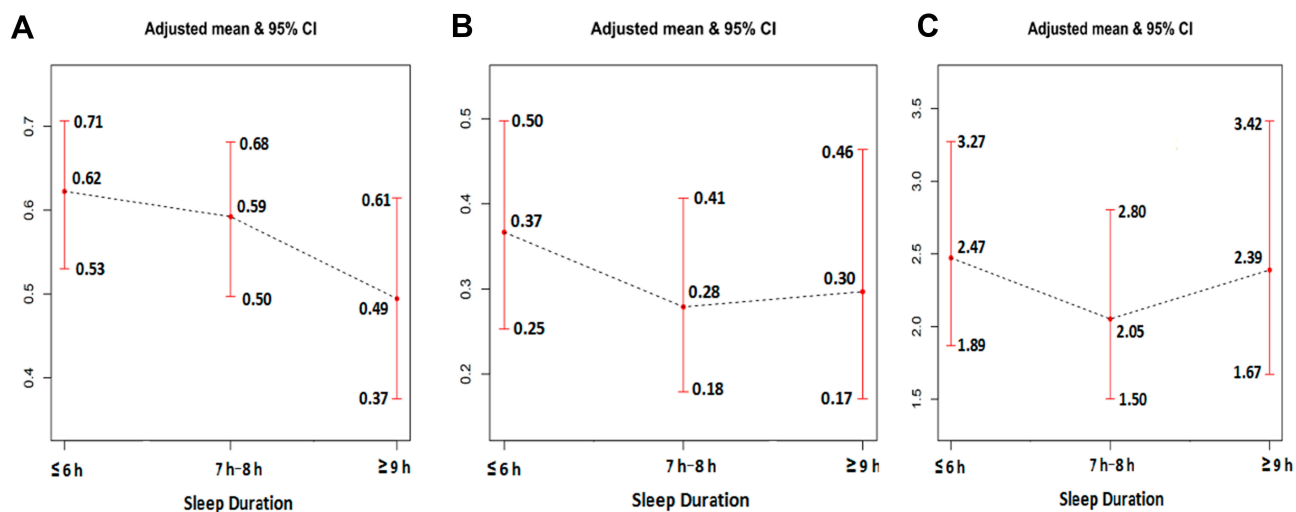 A
Adjusted mean & 95% CI
0.7
0.6
0.5
0.4
0.71
0.62
0.53
0.68
0.59
0.50
0.61
0.49
0.37
≤6 h
7 h–8 h
≥9 h
Sleep Duration
B
Adjusted mean & 95% CI
0.5
0.4
0.3
0.2
0.50
0.37
0.25
0.41
0.28
0.18
0.46
0.30
0.17
≤6 h
7 h–8 h
≥9 h
Sleep Duration
C
Adjusted mean & 95% CI
3.5
3.0
2.5
2.0
1.5
3.27
2.47
1.89
2.80
2.05
1.50
3.42
2.39
1.67
≤6 h
7 h–8 h
≥9 h
Sleep Duration